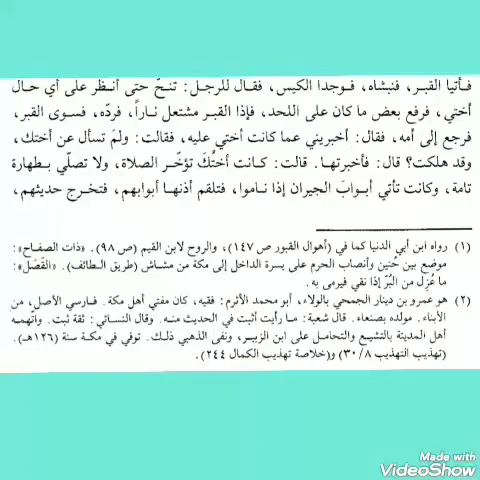 فأتيا القبر، فنبشاه، فوجدا الكيس، فقال للرجل: تنحّ حتى أنظر على أي حال
أختي، فرفع بعض ما كان على اللحد، فإذا القبر مشتعل ناراً، فردّه، فسوى القبر،
فرجع إلى أمه، فقال: أخبريني عما كانت أختي عليه، فقالت: ولمَ تسأل عن أختك،
وقد هلكت؟ قال: فأخبرتها. قالت: كانت أختُكَ تؤخّر الصلاة، ولا تصلّي بطهارة
تامة، وكانت تأتي أبوابَ الجيران إذا ناموا، فتلقم أذنها أبوابهم، فتخرج حديثهم،
(١) رواه ابن أبي الدنيا كما في (أهوال القبور ص ١٤٧)، والروح لابن القيم (ص ٩٨). «ذات الصفاح»:
موضع بين حُنين وأنصاب الحرم على يسرة الداخل إلى مكة من مشاش (طريق الطائف). «القَصَل»:
ما عُزل من البُرّ إذا نقي فيرمى به.
(٢) هو عمرو بن دينار الجمحي بالولاء، أبو محمد الأثرم: فقيه، كان مفتي أهل مكة. فارسي الأصل، من
الأبناء. مولده بصنعاء. قال شعبة: ما رأيت أثبت في الحديث منه. وقال النسائي: ثقة ثبت. واتّهمه
أهل المدينة بالتشيع والتحامل على ابن الزبير، ونفى الذهبي ذلك. توفي في مكة سنة (١٢٦هـ).
(تهذيب التهذيب ٣٠/٨) و(خلاصة تهذيب الكمال ٢٤٤).
Made with
VideoShow